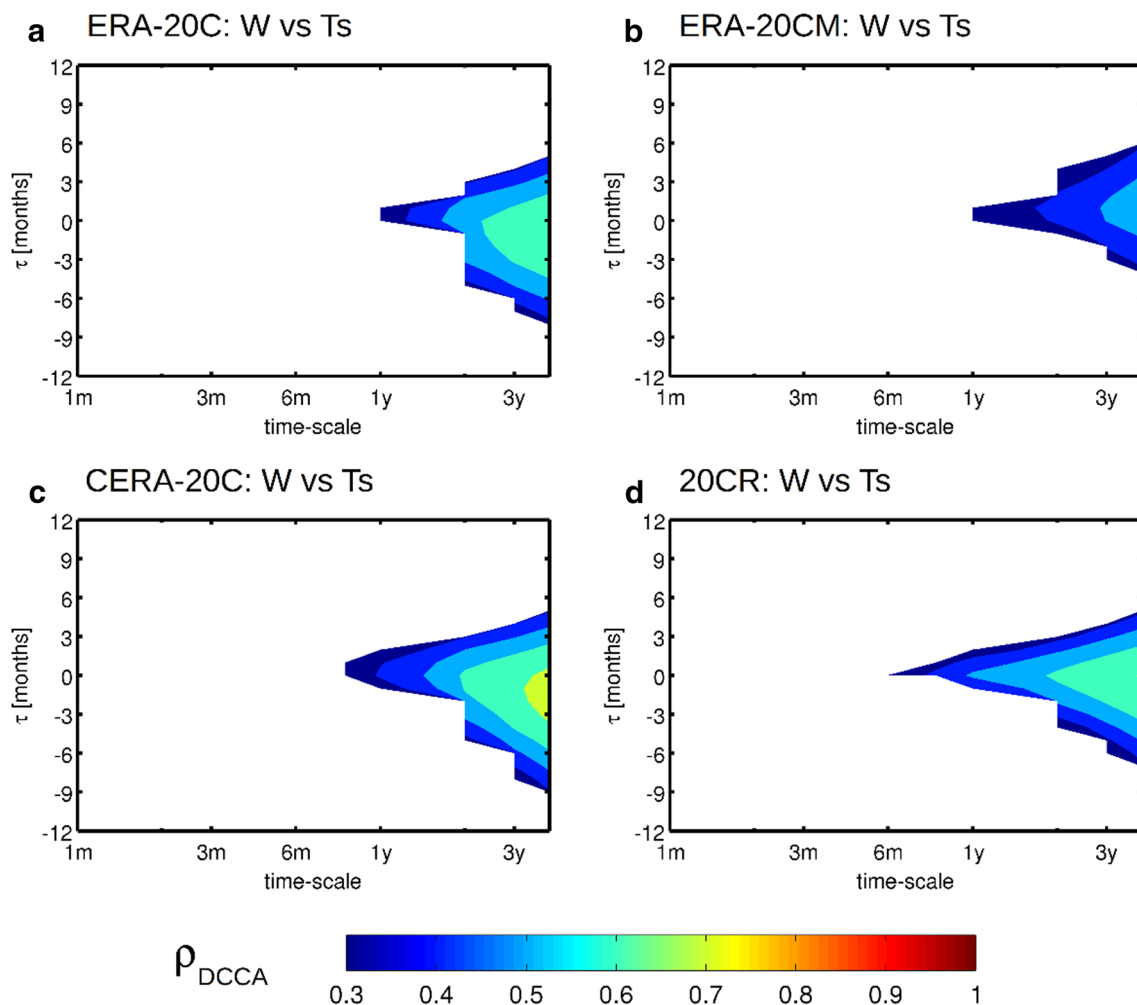 a ERA-20C: W vs Ts
b ERA-20CM: W vs Ts
12
9
6
3
0
-3
-6
-9
-12
τ [months]
1m 3m 6m 1y 3y
time-scale
12
9
6
3
0
-3
-6
-9
-12
τ [months]
1m 3m 6m 1y 3y
time-scale
c CERA-20C: W vs Ts
d 20CR: W vs Ts
12
9
6
3
0
-3
-6
-9
-12
τ [months]
1m 3m 6m 1y 3y
time-scale
12
9
6
3
0
-3
-6
-9
-12
τ [months]
1m 3m 6m 1y 3y
time-scale
ρDCCA
0.3 0.4 0.5 0.6 0.7 0.8 0.9 1